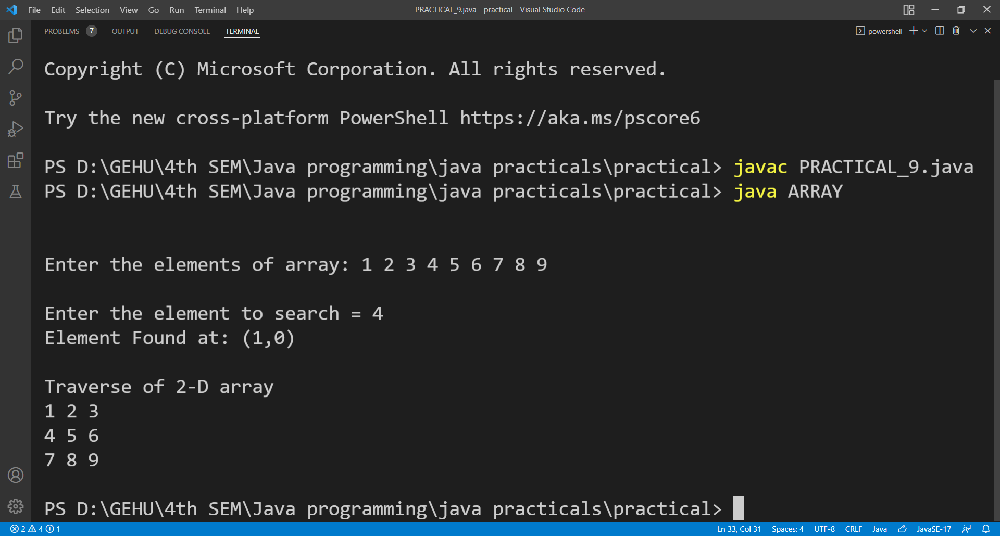 File Edit Selection View Go Run Terminal Help
PRACTICAL_9.java - practical - Visual Studio Code
PROBLEMS 7 OUTPUT DEBUG CONSOLE TERMINAL
powershell
Copyright (C) Microsoft Corporation. All rights reserved.
Try the new cross-platform PowerShell https://aka.ms/pscore6
PS D:\GEHU\4th SEM\Java programming\java practicals\practical> javac PRACTICAL_9.java
PS D:\GEHU\4th SEM\Java programming\java practicals\practical> java ARRAY
Enter the elements of array: 1 2 3 4 5 6 7 8 9
Enter the element to search = 4
Element Found at: (1,0)
Traverse of 2-D array
1 2 3
4 5 6
7 8 9
PS D:\GEHU\4th SEM\Java programming\java practicals\practical>
2 4 1
Ln 33, Col 31 Spaces: 4 UTF-8 CRLF Java JavaSE-17